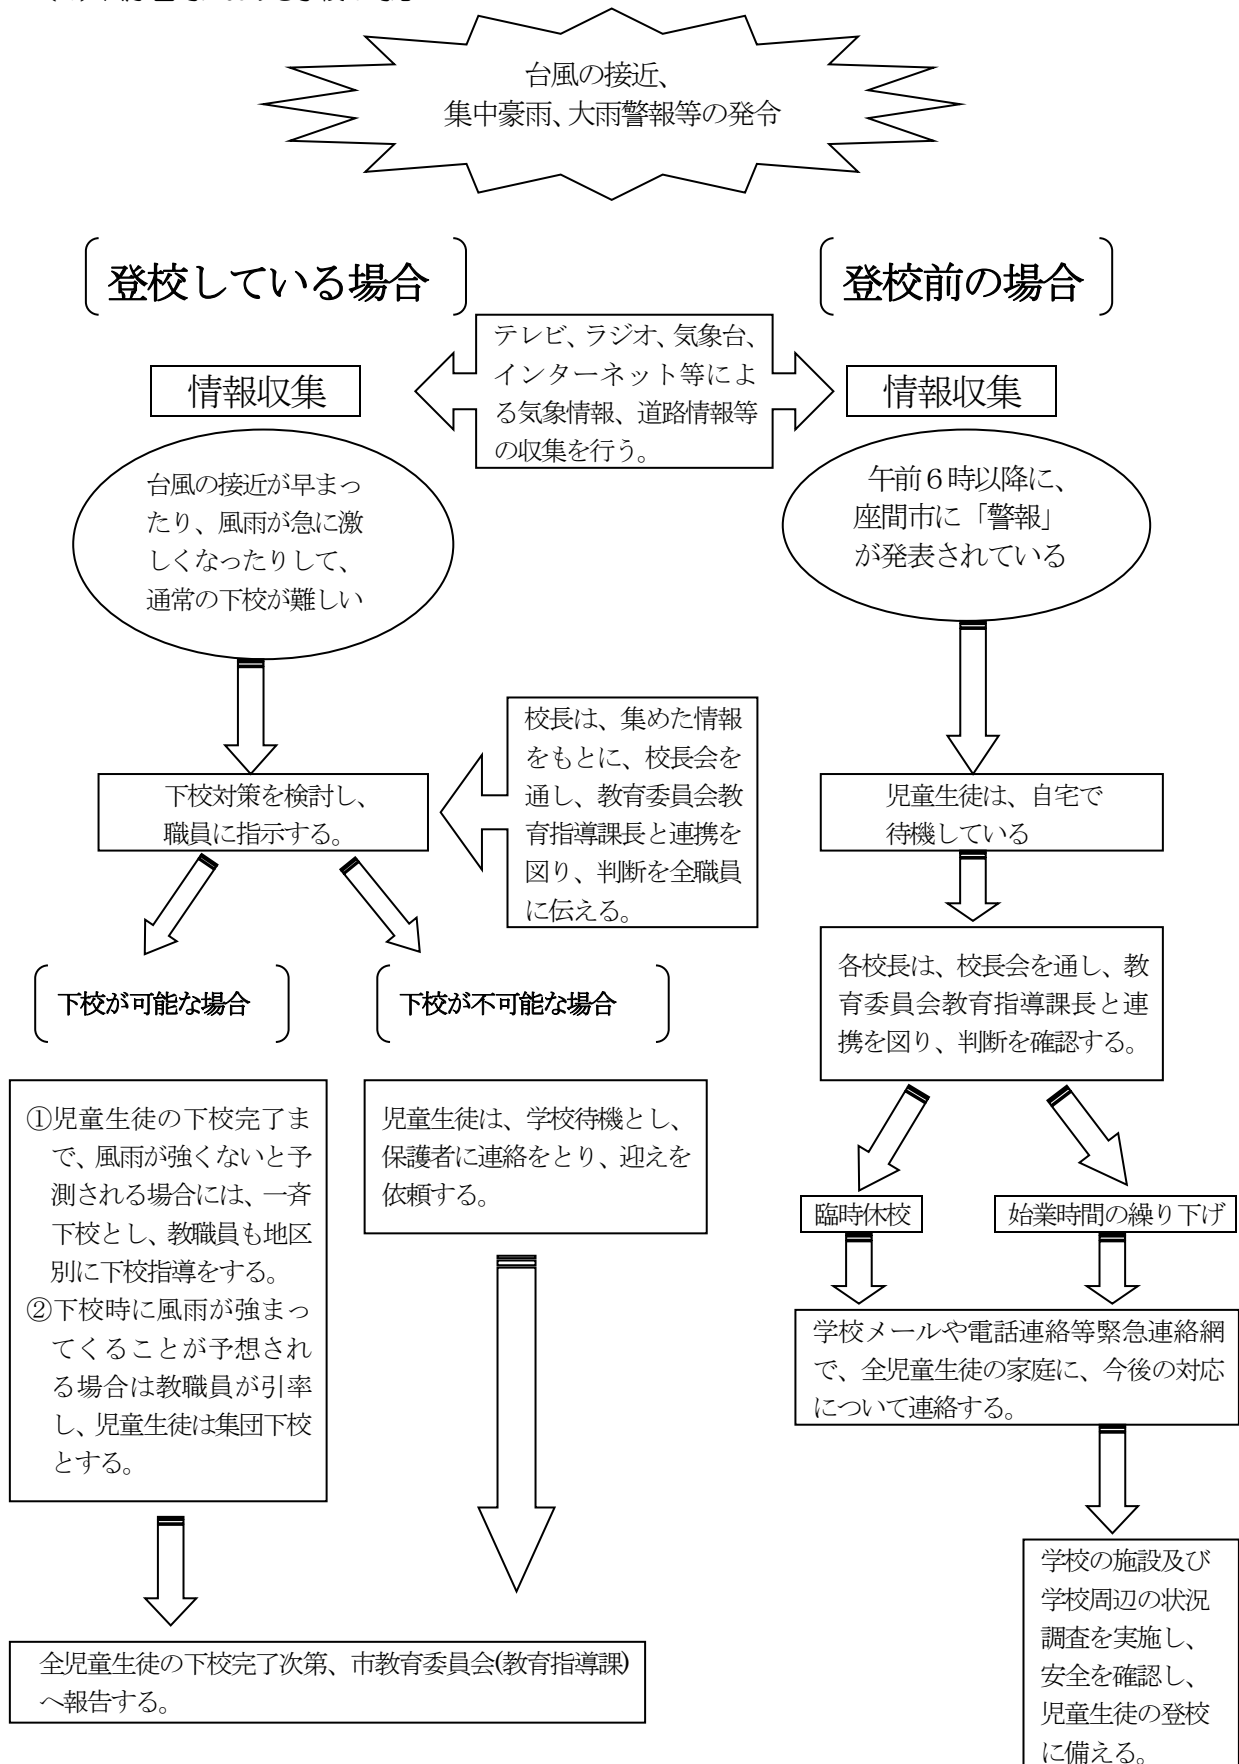 台風の接近、
集中豪雨、大雨警報等の発令
登校している場合
登校前の場合
テレビ、ラジオ、気象台、
インターネット等によ
る気象情報、道路情報等
の収集を行う。
情報収集
情報収集
台風の接近が早まっ
たり、風雨が急に激
しくなったりして、
通常の下校が難しい
午前６時以降に、
座間市に「警報」
が発表されている
校長は、集めた情報
をもとに、校長会を
通し、教育委員会教
育指導課長と連携を
図り、判断を全職員
に伝える。
下校対策を検討し、
職員に指示する。
児童生徒は、自宅で
待機している
各校長は、校長会を通し、教
育委員会教育指導課長と連
携を図り、判断を確認する。
下校が可能な場合
下校が不可能な場合
①児童生徒の下校完了ま
で、風雨が強くないと予
測される場合には、一斉
下校とし、教職員も地区
別に下校指導をする。
②下校時に風雨が強まっ
てくることが予想され
る場合は教職員が引率
し、児童生徒は集団下校
とする。
児童生徒は、学校待機とし、
保護者に連絡をとり、迎えを
依頼する。
臨時休校
始業時間の繰り下げ
学校メールや電話連絡等緊急連絡網
で、全児童生徒の家庭に、今後の対応
について連絡する。
学校の施設及び
学校周辺の状況
調査を実施し、
安全を確認し、
児童生徒の登校
に備える。
全児童生徒の下校完了次第、市教育委員会(教育指導課)
へ報告する。